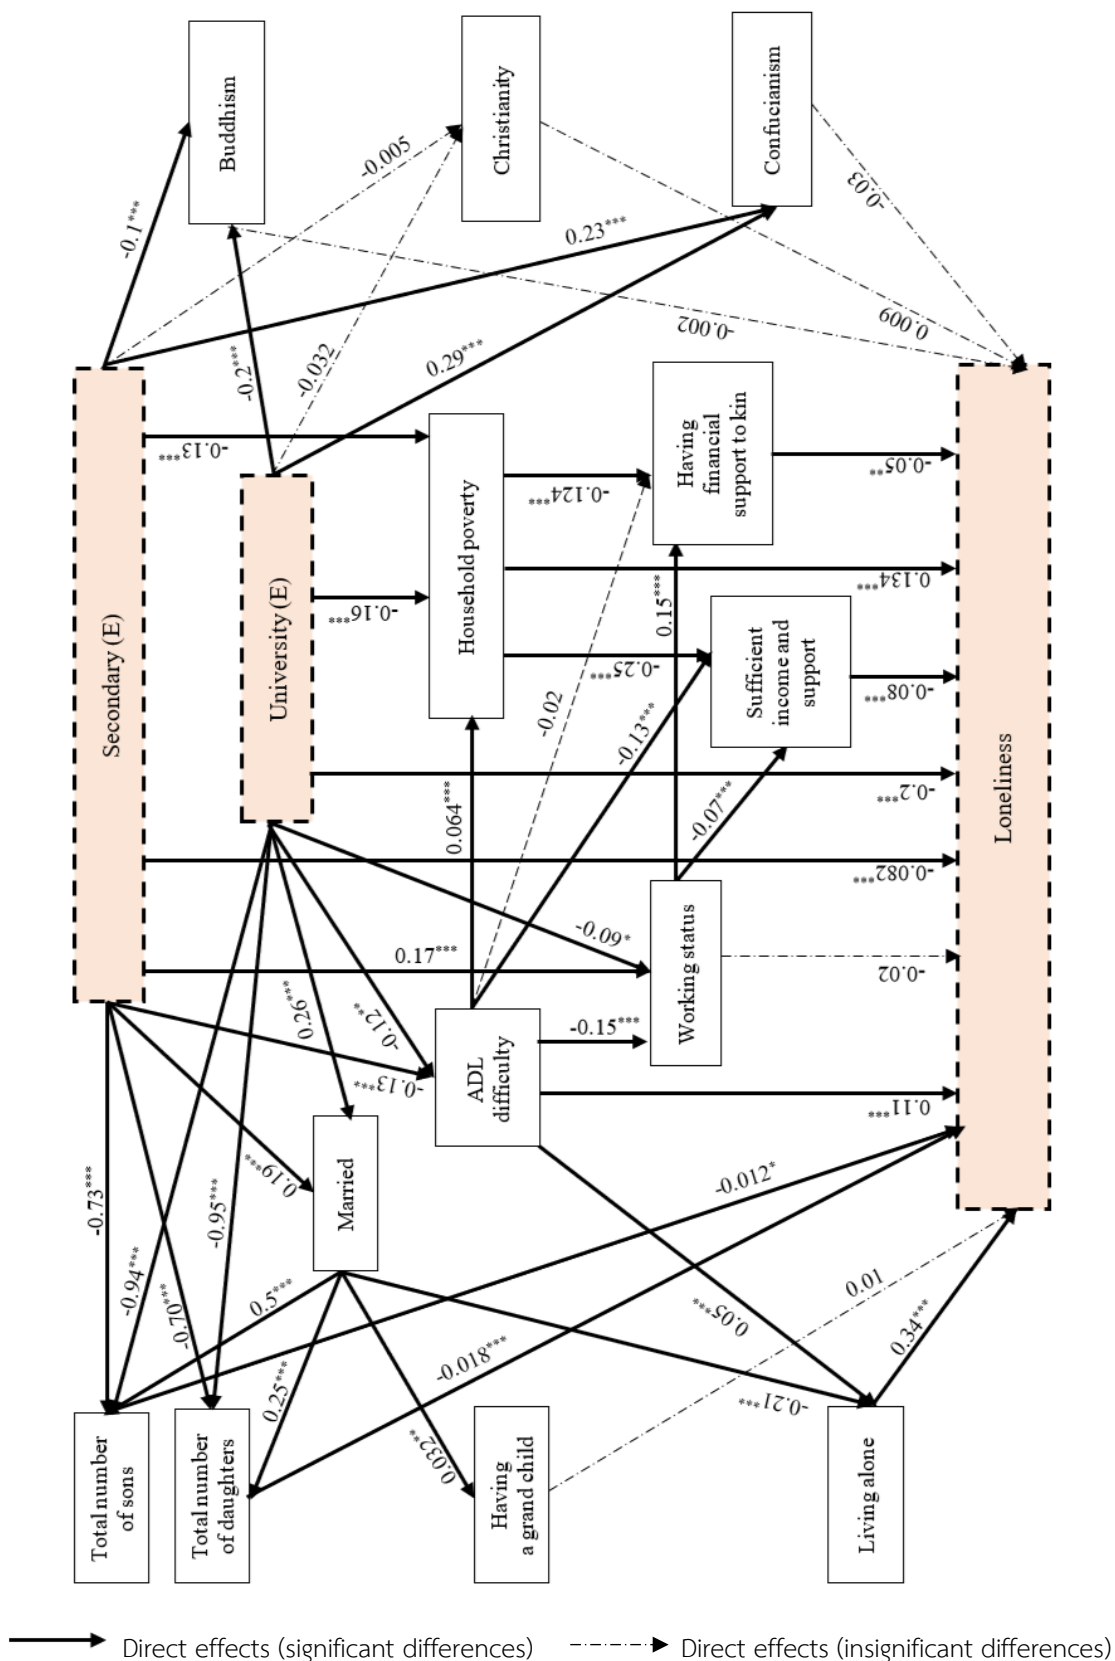 Buddhism
Christianity
Confucianism
-0.1***
-0.005
-0.03
-0.2***
-0.032
0.23***
0.29***
-0.002
0.009
Secondary (E)
University (E)
-0.13***
-0.16***
Household poverty
-0.124***
Having
financial
support to kin
-0.05**
0.134***
-0.25***
0.15***
Sufficient
income and
support
-0.08***
-0.02
-0.13***
0.064***
-0.07***
-0.2***
-0.082***
Loneliness
0.17***
-0.09*
Working status
-0.02
-0.15***
ADL
difficulty
0.11***
0.26***
-0.12**
-0.13***
0.19***
Married
-0.73***
-0.94***
-0.70***
-0.95***
0.5***
0.25***
0.032**
-0.012*
-0.018***
0.05***
-0.21***
0.01
0.34***
Total number
of sons
Total number
of daughters
Having
a grand child
Living alone
Direct effects (significant differences)
Direct effects (insignificant differences)